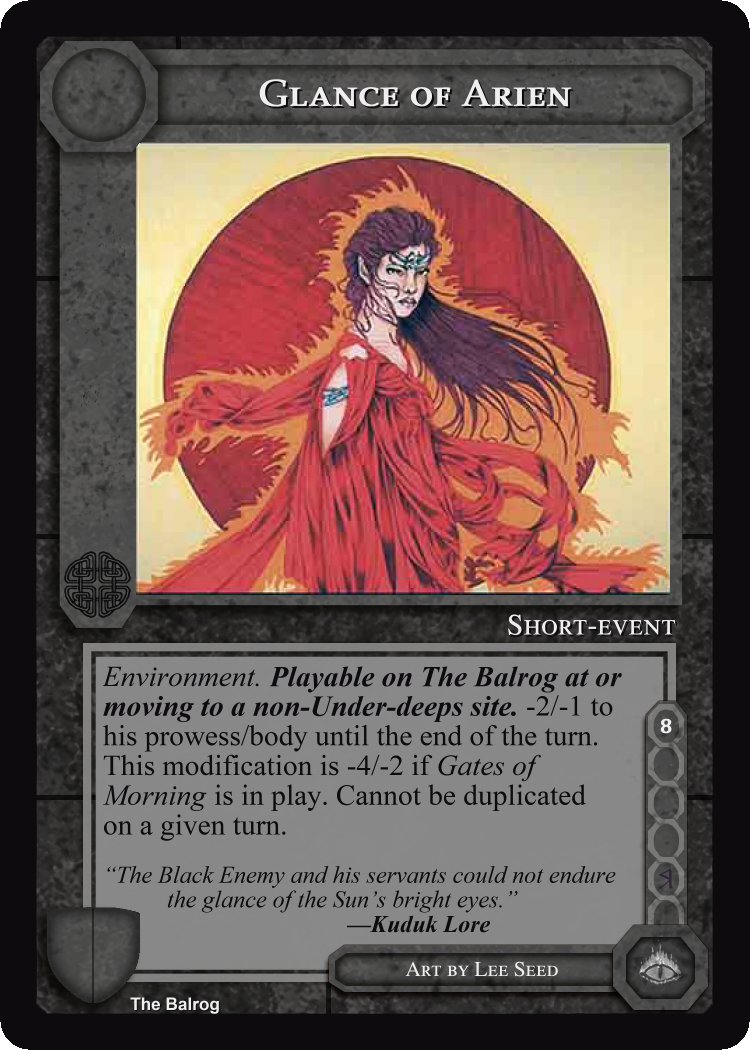 Glance of Arien
Short-event
Environment. Playable on The Balrog at or
moving to a non-Under-deeps site. -2/-1 to
his prowess/body until the end of the turn.
This modification is -4/-2 if Gates of
Morning is in play. Cannot be duplicated
on a given turn.
8
“The Black Enemy and his servants could not endure
the glance of the Sun’s bright eyes.”
—Kuduk Lore
Art by Lee Seed
The Balrog